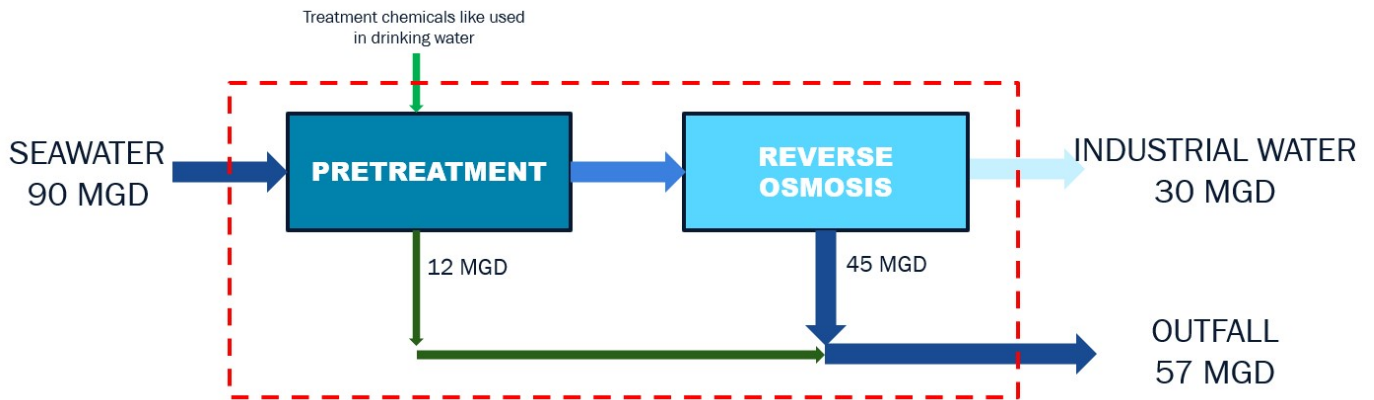 Treatment chemicals like used
in drinking water
SEAWATER
90 MGD
PRETREATMENT
REVERSE
OSMOSIS
INDUSTRIAL WATER
30 MGD
12 MGD
45 MGD
OUTFALL
57 MGD